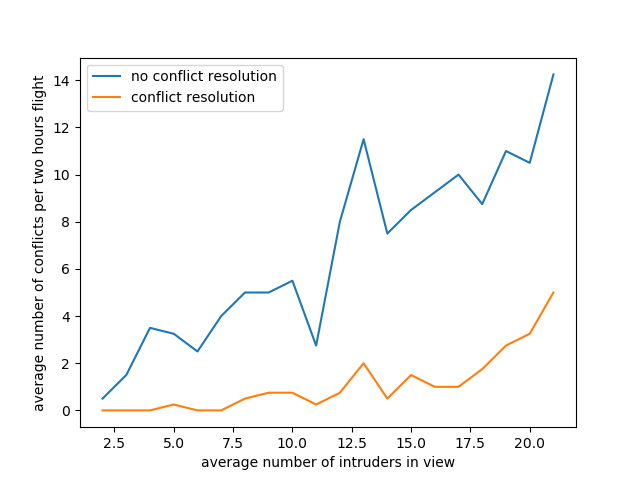 no conflict resolution
conflict resolution
average number of conflicts per two hours flight
14
12
10
8
6
4
2
0
2.5 5.0 7.5 10.0 12.5 15.0 17.5 20.0
average number of intruders in view